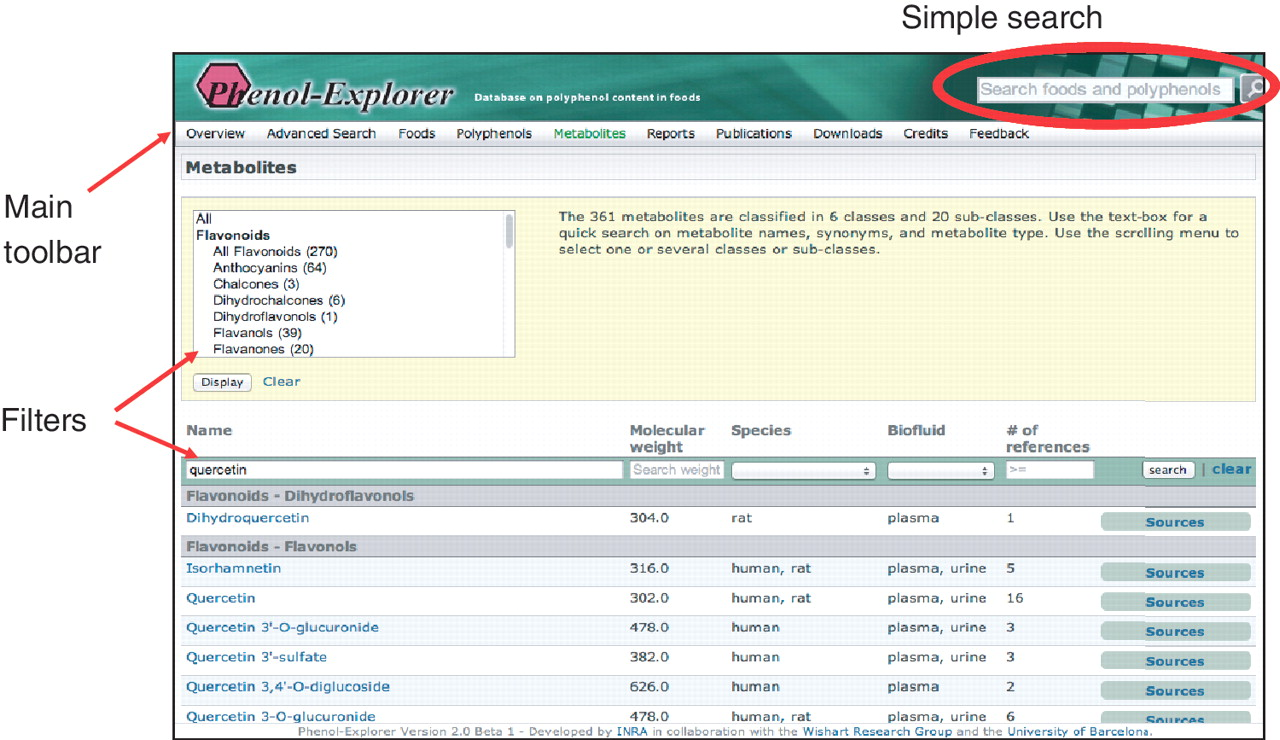 Simple search
Phenol-Explorer Database on polyphenol content in foods Search foods and polyphenols
Overview Advanced Search Foods Polyphenols Metabolites Reports Publications Downloads Credits Feedback
Metabolites
Main
toolbar
All
Flavonoids
All Flavonoids (270)
Anthocyanins (64)
Chalcones (3)
Dihydrochalcones (6)
Dihydroflavonols (1)
Flavanols (39)
Flavanones (20)
The 361 metabolites are classified in 6 classes and 20 sub-classes. Use the text-box for a
quick search on metabolite names, synonyms, and metabolite type. Use the scrolling menu to
select one or several classes or sub-classes.
Display Clear
Filters
Name Molecular weight Species Biofluid # of references
quercetin Search weight >= search | clear
Flavonoids - Dihydroflavonols
Dihydroquercetin 304.0 rat plasma 1 Sources
Flavonoids - Flavonols
Isorhamnetin 316.0 human, rat plasma, urine 5 Sources
Quercetin 302.0 human, rat plasma, urine 16 Sources
Quercetin 3'-O-glucuronide 478.0 human plasma, urine 3 Sources
Quercetin 3'-sulfate 382.0 human plasma, urine 3 Sources
Quercetin 3,4'-O-diglucoside 626.0 human plasma 2 Sources
Quercetin 3-O-glucuronide 478.0 human, rat plasma, urine 6 Sources
Phenol-Explorer Version 2.0 Beta 1 - Developed by INRA in collaboration with the Wishart Research Group and the University of Barcelona.